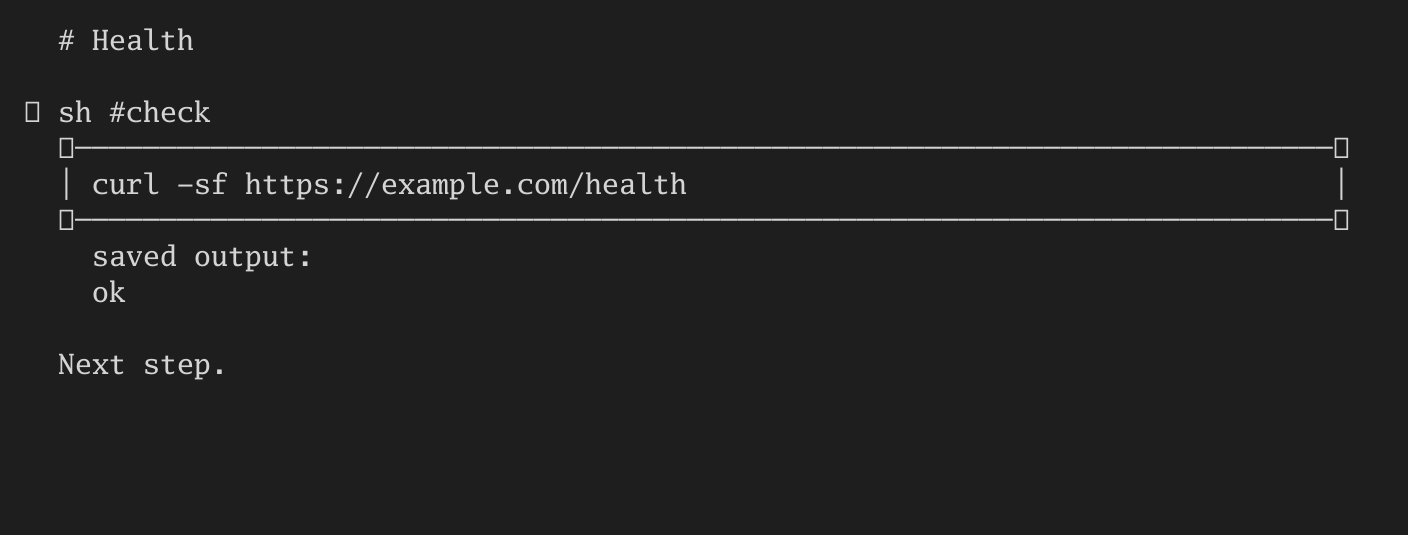 # Health
sh #check
curl -sf https://example.com/health
saved output:
ok
Next step.